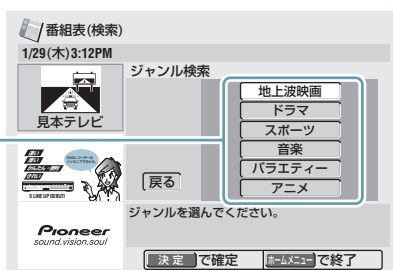 番組表(検索)
1/29(木)3:12PM
ジャンル検索
見本テレビ
地上波映画
ドラマ
スポーツ
音楽
バラエティー
アニメ
戻る
5 LINE UP DEBUT!
ジャンルを選んでください。
Pioneer
sound.vision.soul
決定で確定
ホームメニューで終了